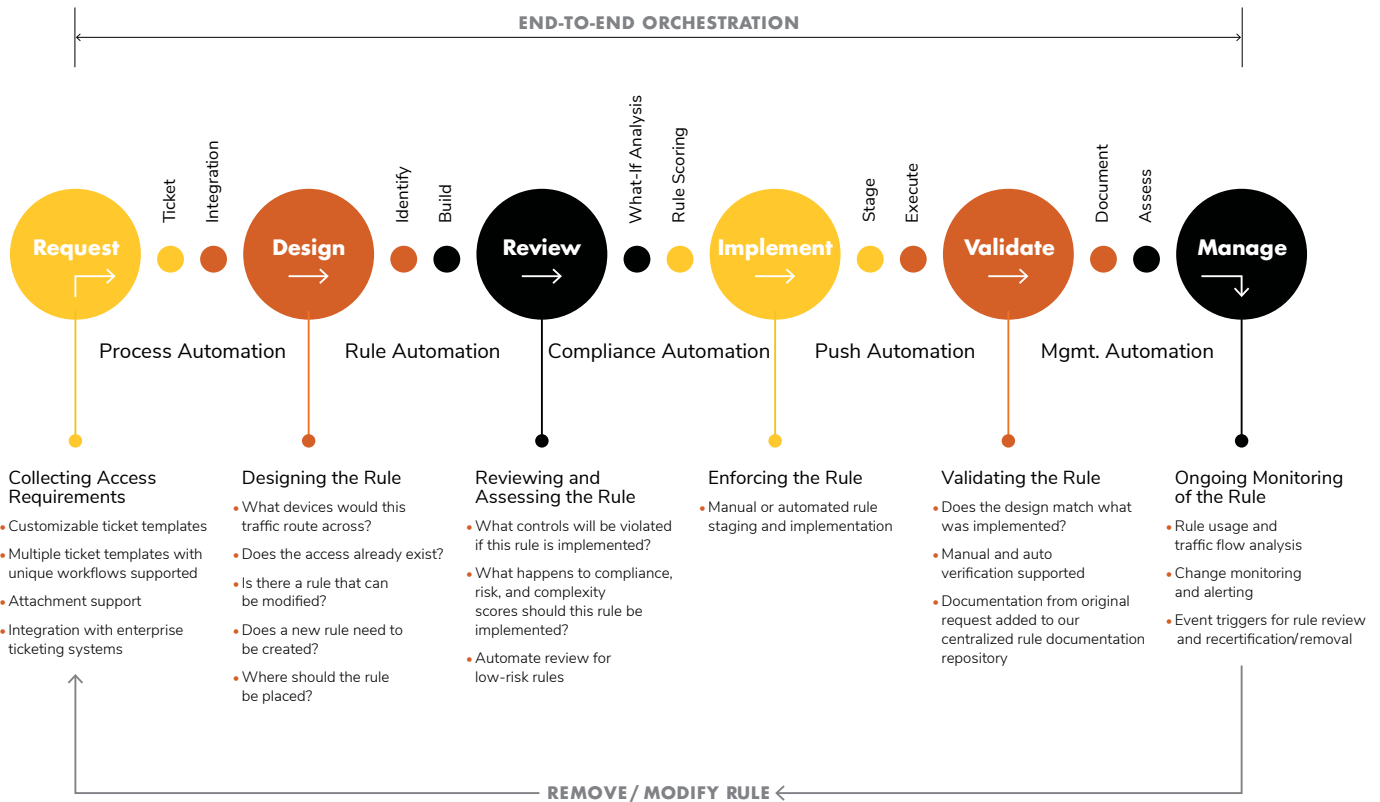 END-TO-END ORCHESTRATION
Ticket
Integration
Identify
Build
What-If Analysis
Rule Scoring
Stage
Execute
Document
Assess
Request
Design
Review
Implement
Validate
Manage
Process Automation
Rule Automation
Compliance Automation
Push Automation
Mgmt. Automation
Collecting Access
Requirements
• Customizable ticket templates
• Multiple ticket templates with
unique workflows supported
• Attachment support
• Integration with enterprise
ticketing systems
Designing the Rule
• What devices would this
traffic route across?
• Does the access already exist?
• Is there a rule that can
be modified?
• Does a new rule need to
be created?
• Where should the rule
be placed?
Reviewing and
Assessing the Rule
• What controls will be violated
if this rule is implemented?
• What happens to compliance,
risk, and complexity
scores should this rule be
implemented?
• Automate review for
low-risk rules
Enforcing the Rule
• Manual or automated rule
staging and implementation
Validating the Rule
• Does the design match what
was implemented?
• Manual and auto
verification supported
• Documentation from original
request added to our
centralized rule documentation
repository
Ongoing Monitoring
of the Rule
• Rule usage and
traffic flow analysis
• Change monitoring
and alerting
• Event triggers for rule review
and recertification/removal
REMOVE/ MODIFY RULE